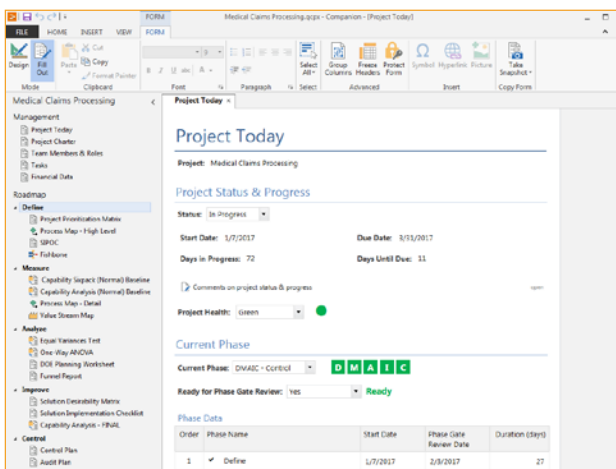 FORM
Medical Claims Processing.qcpx - Companion - [Project Today]
FILE HOME INSERT VIEW FORM
Design
Fill Out
Paste
Cut
Copy
Format Painter
Select All
Group Columns
Freeze Headers
Protect Form
Symbol
Hyperlink
Picture
Take Snapshot
Mode
Clipboard
Font
Paragraph
Select
Advanced
Insert
Copy Form
Medical Claims Processing
Management
Project Today
Project Charter
Team Members & Roles
Tasks
Financial Data
Roadmap
Define
Project Prioritization Matrix
Process Map - High Level
SIPOC
Fishbone
Measure
Capability Sixpack (Normal) Baseline
Capability Analysis (Normal) Baseline
Process Map - Detail
Value Stream Map
Analyze
Equal Variances Test
One-Way ANOVA
DOE Planning Worksheet
Funnel Report
Improve
Solution Desirability Matrix
Solution Implementation Checklist
Capability Analysis - FINAL
Control
Control Plan
Audit Plan
Project Today ×
Project Today
Project: Medical Claims Processing
Project Status & Progress
Status: In Progress
Start Date: 1/7/2017 Due Date: 3/31/2017
Days in Progress: 72 Days Until Due: 11
Comments on project status & progress open
Project Health: Green
Current Phase
Current Phase: DMAIC - Control D M A I C
Ready for Phase Gate Review: Yes Ready
Phase Data
Order Phase Name Start Date Phase Gate Review Date Duration (days)
1 ✓ Define 1/7/2017 2/3/2017 27